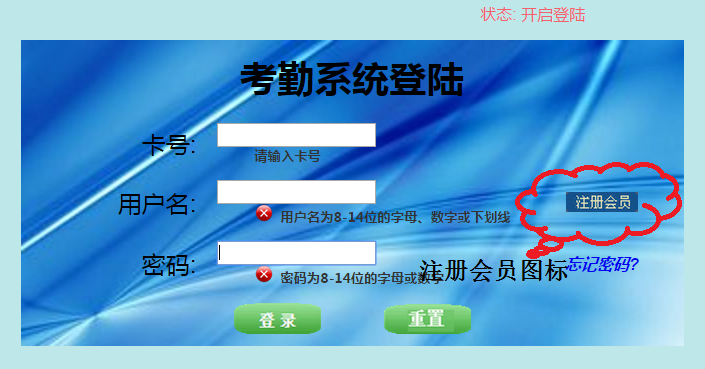 状态: 开启登陆
考勤系统登陆
卡号:
请输入卡号
用户名:
用户名为8-14位的字母、数字或下划线
注册会员
密码:
密码为8-14位的字母或数字
注册会员图标
忘记密码?
登 录
重置